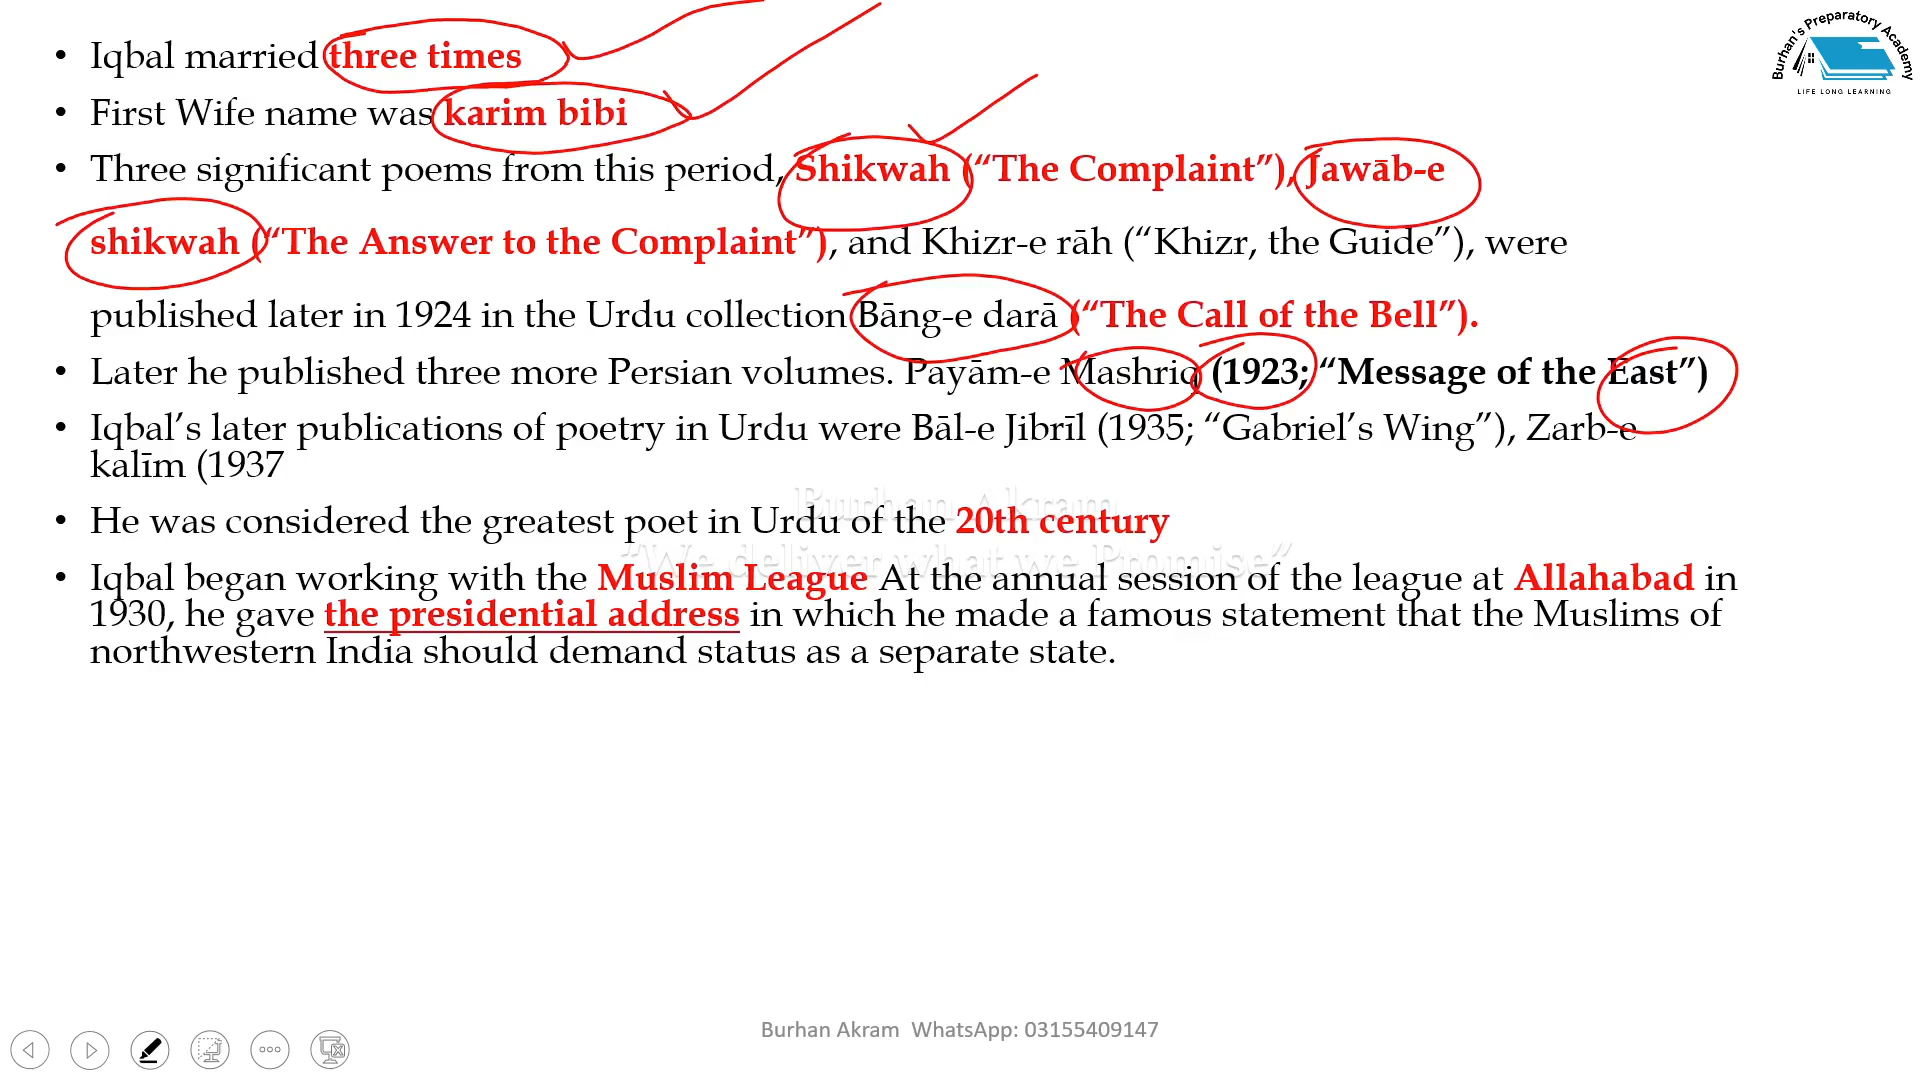 Burhan's Preparatory Academy
LIFE LONG LEARNING
• Iqbal married three times
• First Wife name was karim bibi
• Three significant poems from this period, Shikwah (“The Complaint”), Jawāb-e
shikwah (“The Answer to the Complaint”), and Khizr-e rāh (“Khizr, the Guide”), were
published later in 1924 in the Urdu collection Bāng-e darā (“The Call of the Bell”).
• Later he published three more Persian volumes. Payām-e Mashriq (1923; “Message of the East”)
• Iqbal’s later publications of poetry in Urdu were Bāl-e Jibrīl (1935; “Gabriel’s Wing”), Zarb-e
kalīm (1937
Burhan Akram
• He was considered the greatest poet in Urdu of the 20th century
“We deliver what we Promise”
• Iqbal began working with the Muslim League At the annual session of the league at Allahabad in
1930, he gave the presidential address in which he made a famous statement that the Muslims of
northwestern India should demand status as a separate state.
Burhan Akram WhatsApp: 03155409147